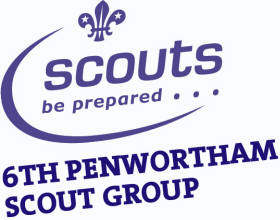 scouts
be prepared . . .
6TH PENWORTHAM
SCOUT GROUP